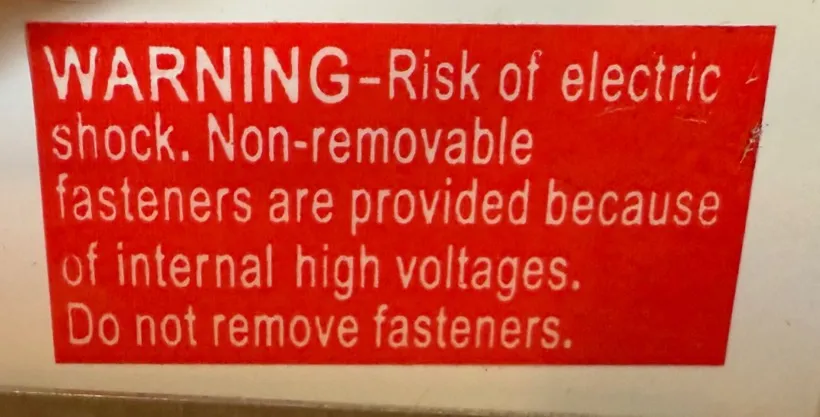 WARNING-Risk of electric
shock. Non-removable
fasteners are provided because
of internal high voltages.
Do not remove fasteners.